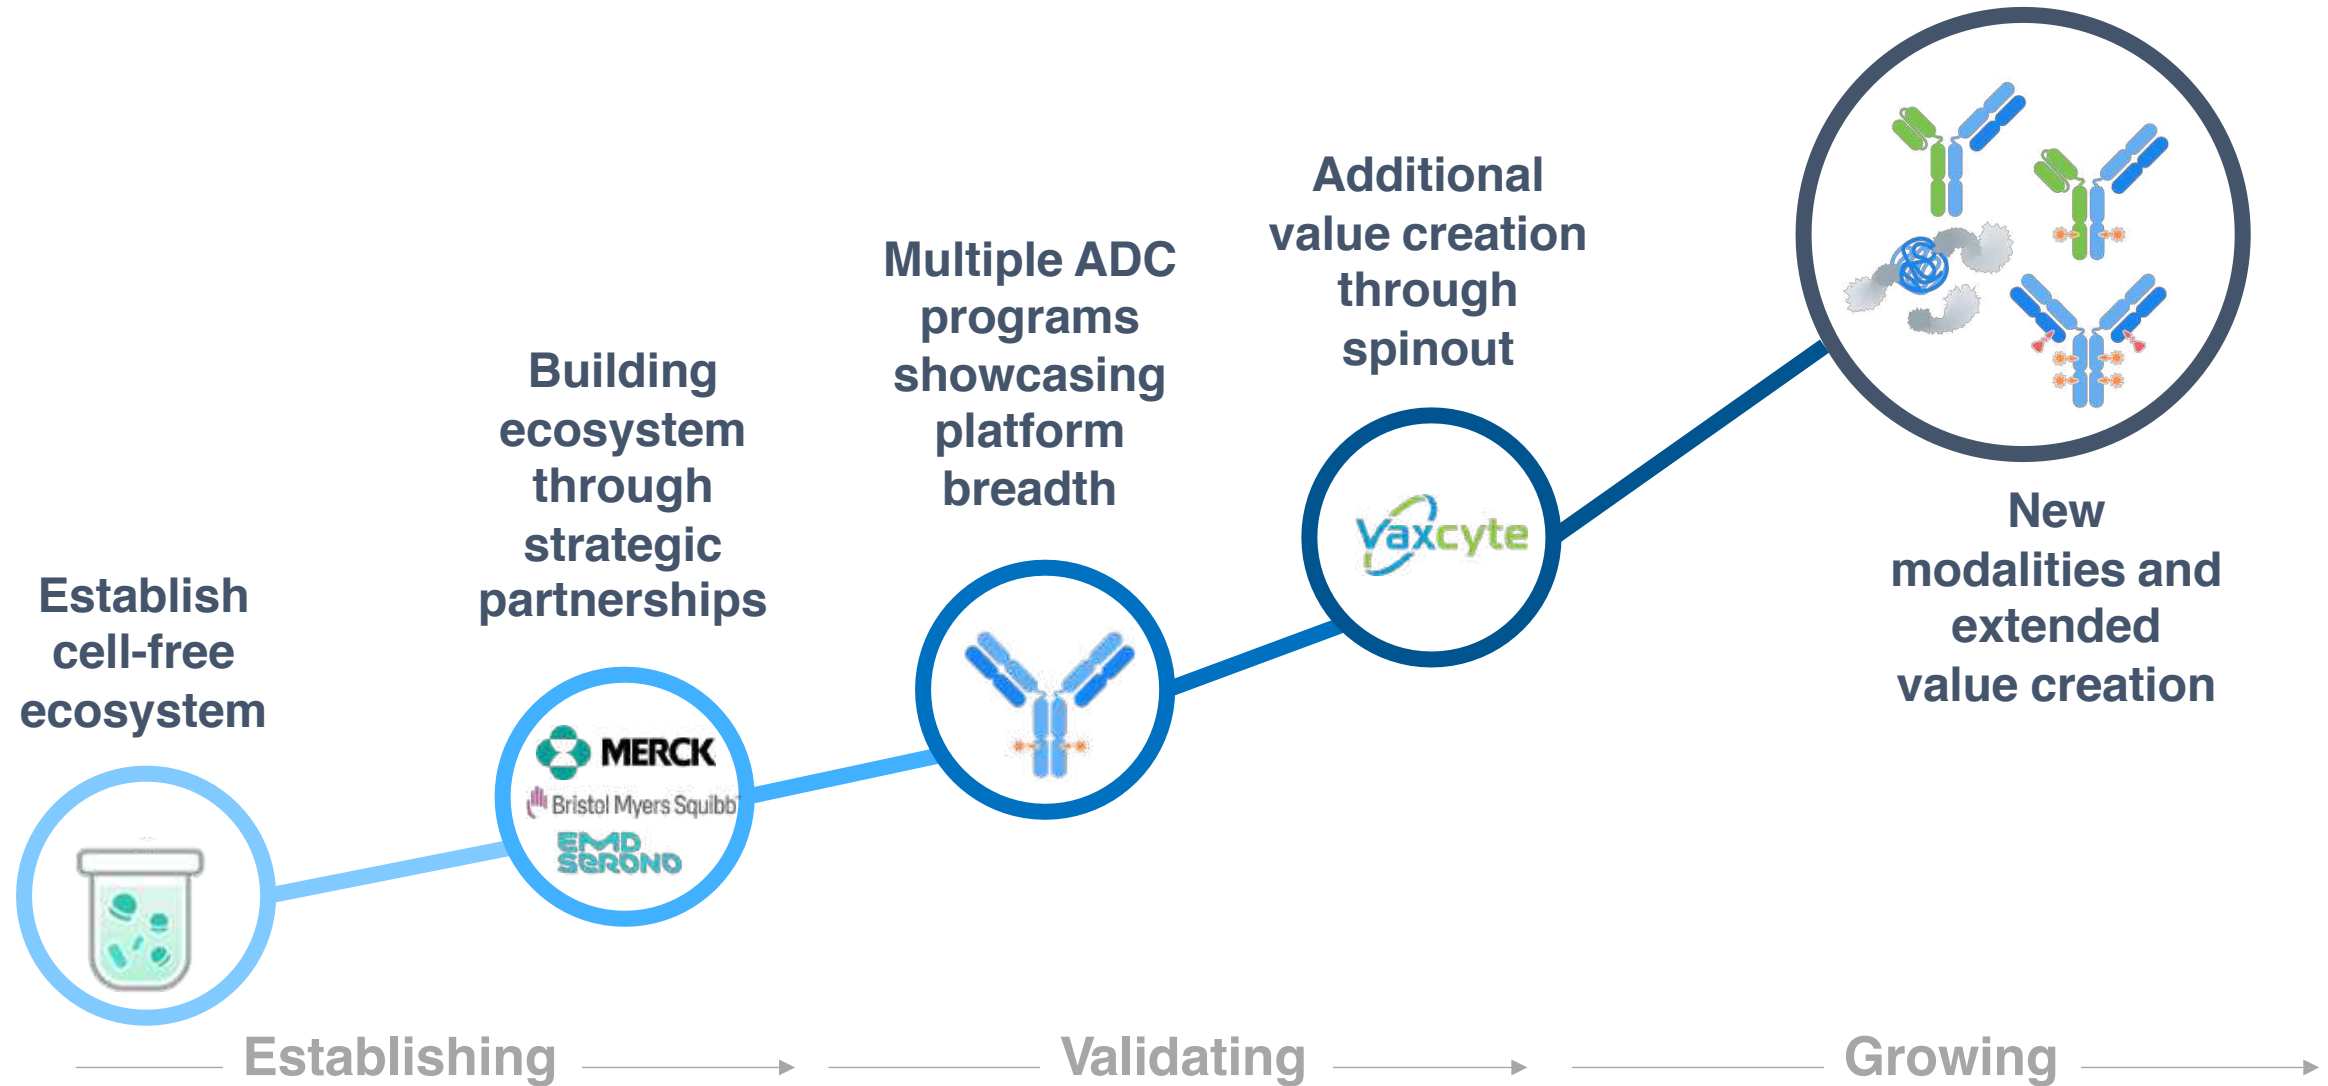 Establish
cell-free
ecosystem
Building
ecosystem
through
strategic
partnerships
MERCK
Bristol Myers Squibb™
EMD
SERONO
Multiple ADC
programs
showcasing
platform
breadth
Additional
value creation
through
spinout
Vaxcyte
New
modalities and
extended
value creation
Establishing
Validating
Growing